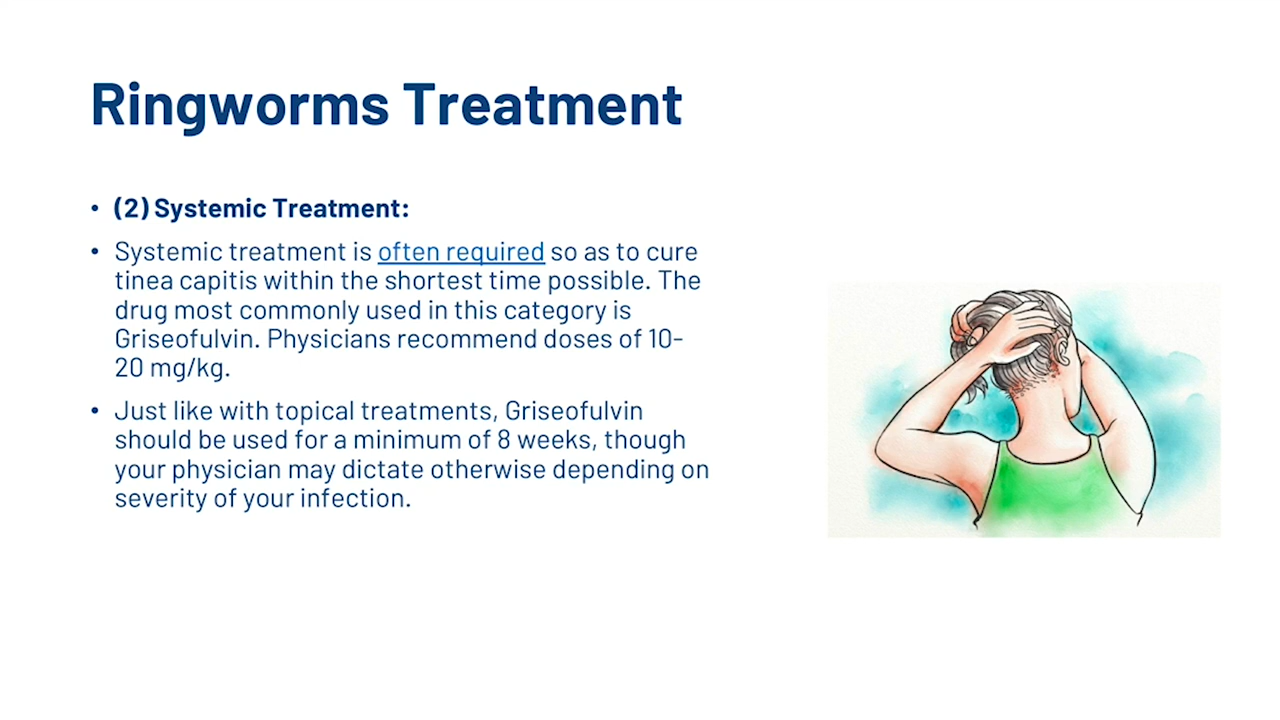 Ringworms Treatment
• (2) Systemic Treatment:
• Systemic treatment is often required so as to cure
tinea capitis within the shortest time possible. The
drug most commonly used in this category is
Griseofulvin. Physicians recommend doses of 10-
20 mg/kg.
• Just like with topical treatments, Griseofulvin
should be used for a minimum of 8 weeks, though
your physician may dictate otherwise depending on
severity of your infection.